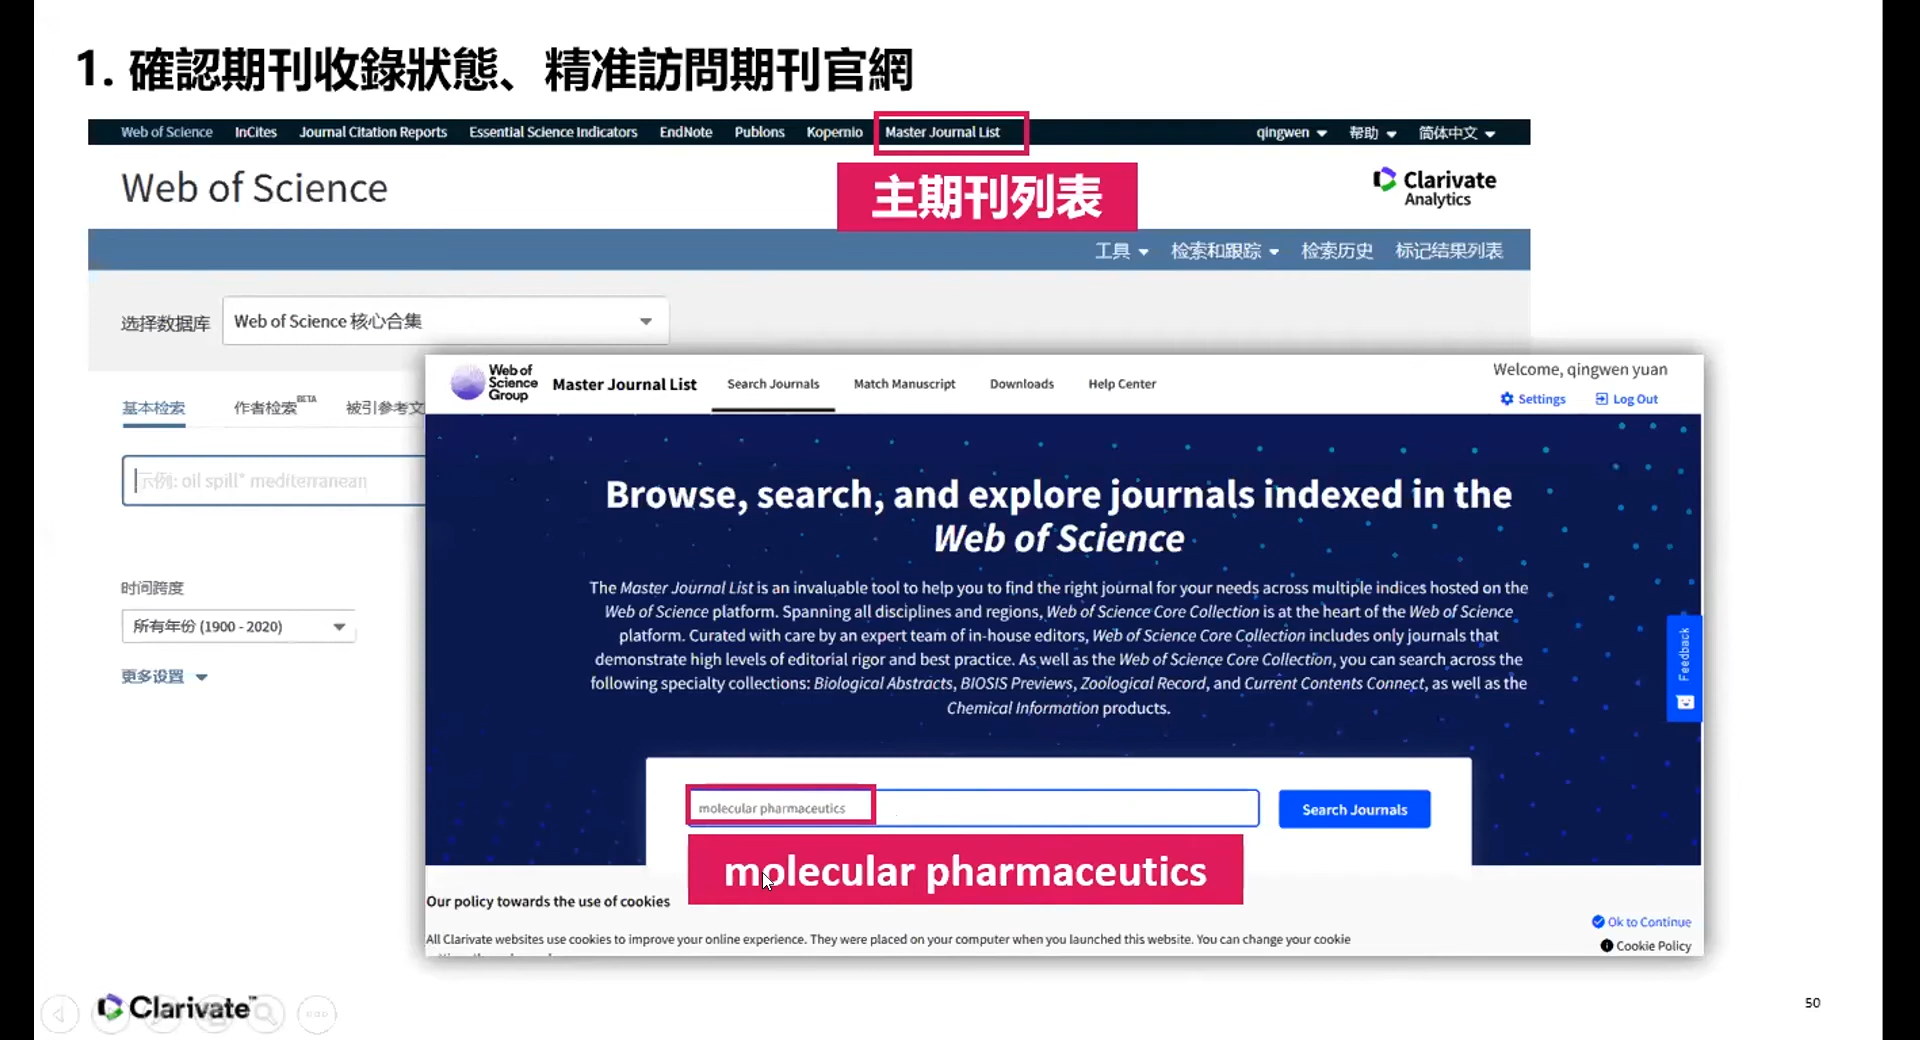 1. 確認期刊收錄狀態、精准訪問期刊官網
Web of Science InCites Journal Citation Reports Essential Science Indicators EndNote Publons Kopernio Master Journal List qingwen 帮助 简体中文
主期刊列表
Web of Science
Clarivate
Analytics
工具 检索和跟踪 检索历史 标记结果列表
选择数据库 Web of Science 核心合集
基本检索 作者检索 BETA 被引参考文
示例: oil spill* mediterranean
时间跨度
所有年份 (1900 - 2020)
更多设置
Web of
Science
Group
Master Journal List Search Journals Match Manuscript Downloads Help Center
Welcome, qingwen yuan
Settings Log Out
Browse, search, and explore journals indexed in the
Web of Science
The Master Journal List is an invaluable tool to help you to find the right journal for your needs across multiple indices hosted on the
Web of Science platform. Spanning all disciplines and regions, Web of Science Core Collection is at the heart of the Web of Science
platform. Curated with care by an expert team of in-house editors, Web of Science Core Collection includes only journals that
demonstrate high levels of editorial rigor and best practice. As well as the Web of Science Core Collection, you can search across the
following specialty collections: Biological Abstracts, BIOSIS Previews, Zoological Record, and Current Contents Connect, as well as the
Chemical Information products.
Feedback
molecular pharmaceutics
Search Journals
molecular pharmaceutics
Our policy towards the use of cookies
All Clarivate websites use cookies to improve your online experience. They were placed on your computer when you launched this website. You can change your cookie
Ok to Continue
Cookie Policy
Clarivate™
50